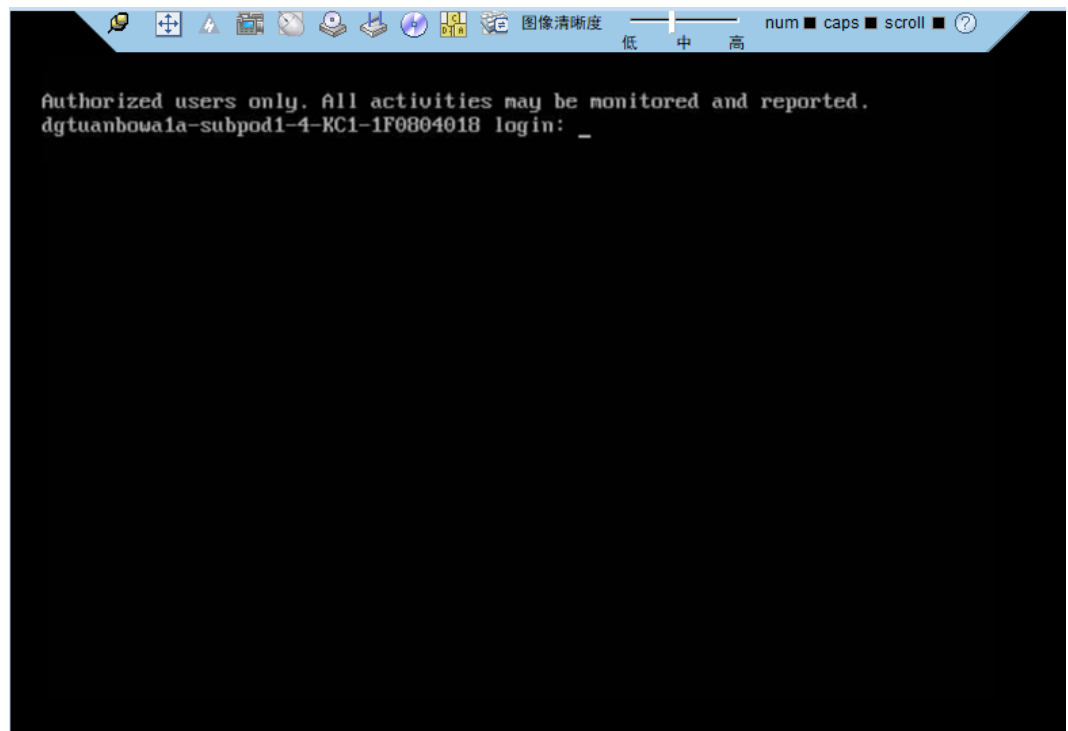 图像清晰度 num caps scroll ?
低 中 高
Authorized users only. All activities may be monitored and reported.
dgtuanbowa1a-subpod1-4-KC1-1F0804018 login: _